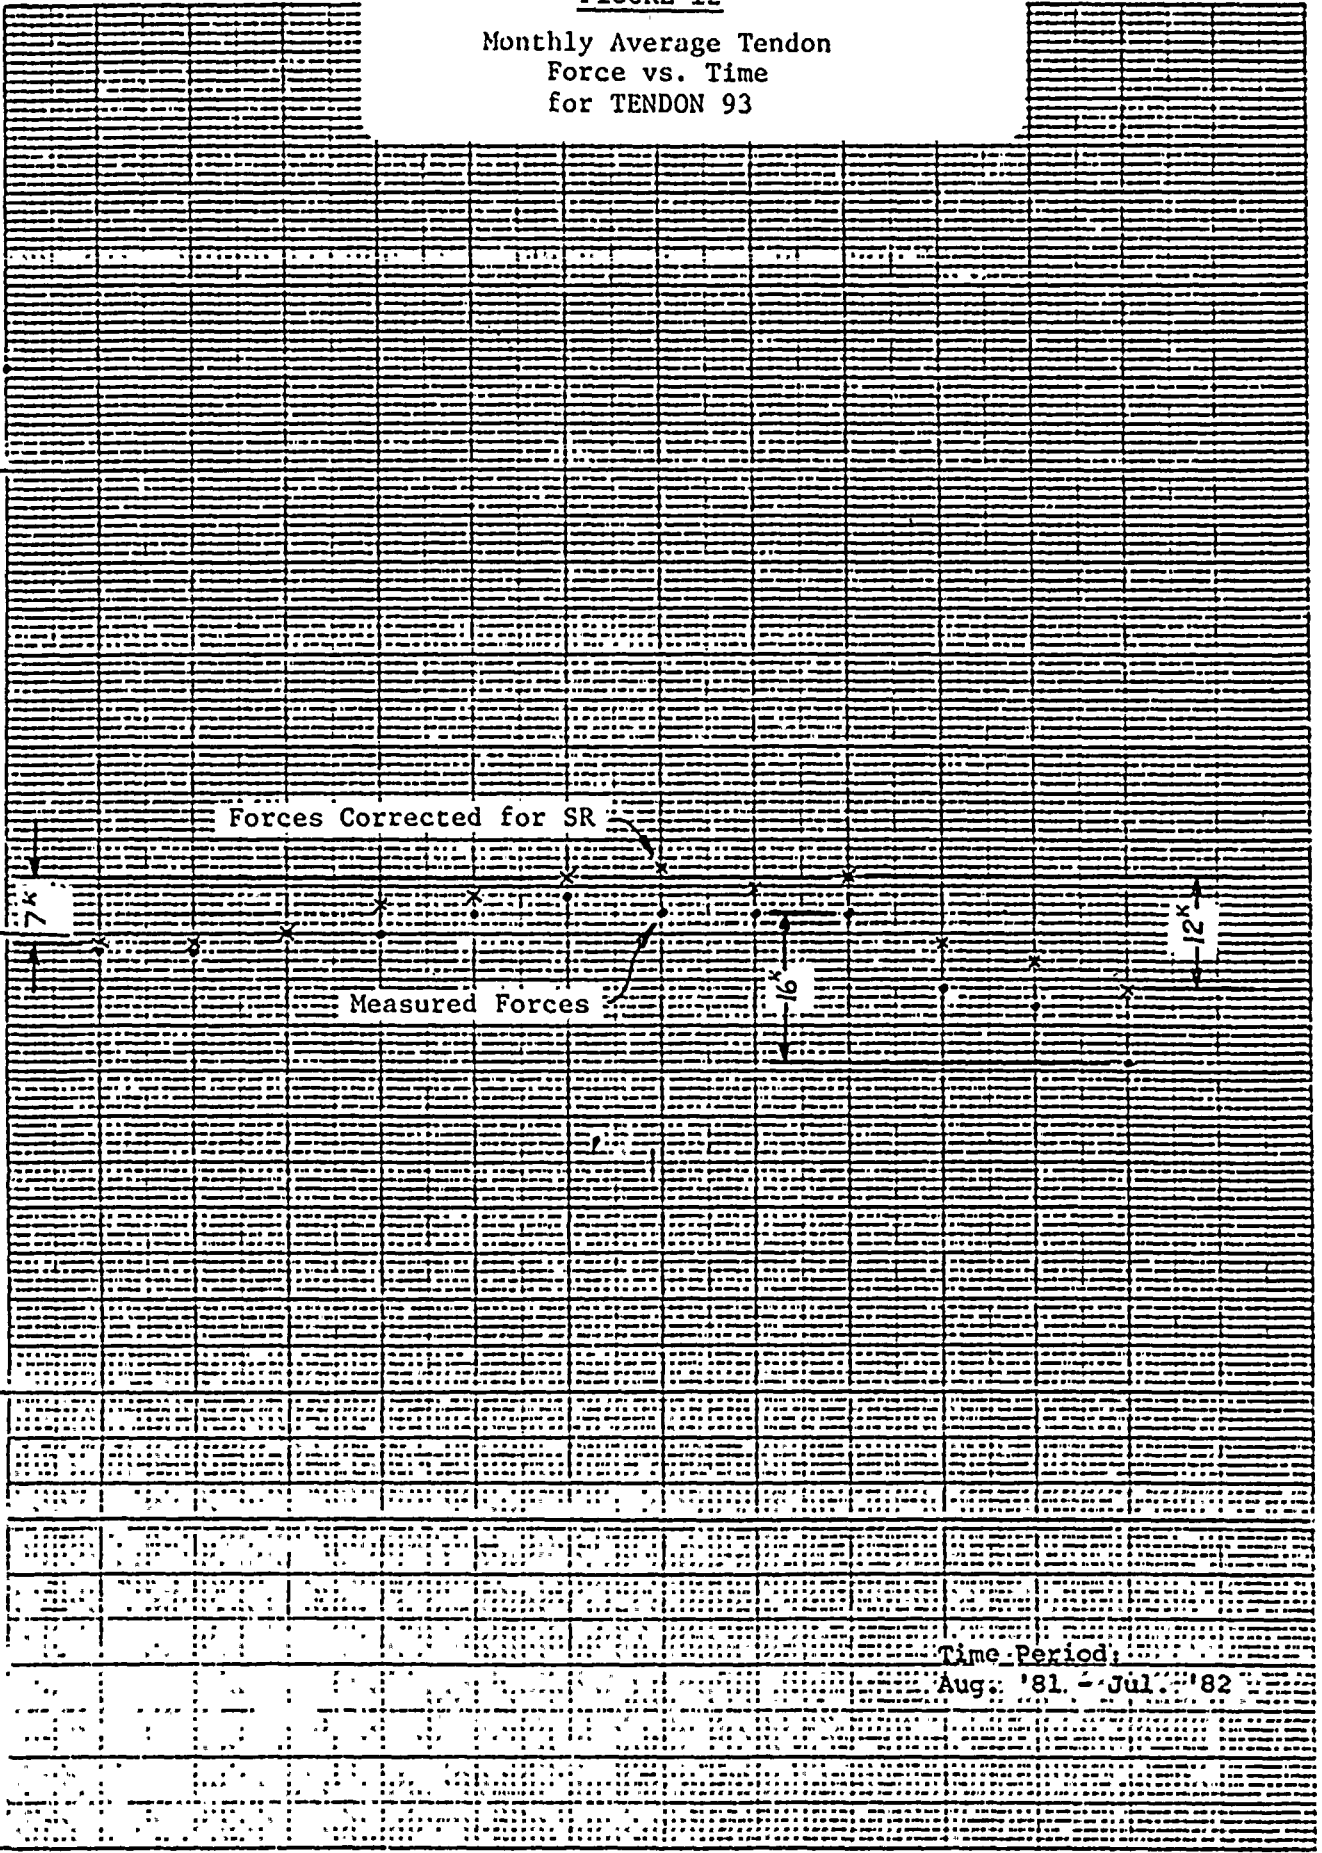 Monthly Average Tendon
Force vs. Time
for TENDON 93
Forces Corrected for SR
7K
12K
16K
Measured Forces
Time Period:
Aug. '81 - Jul. '82